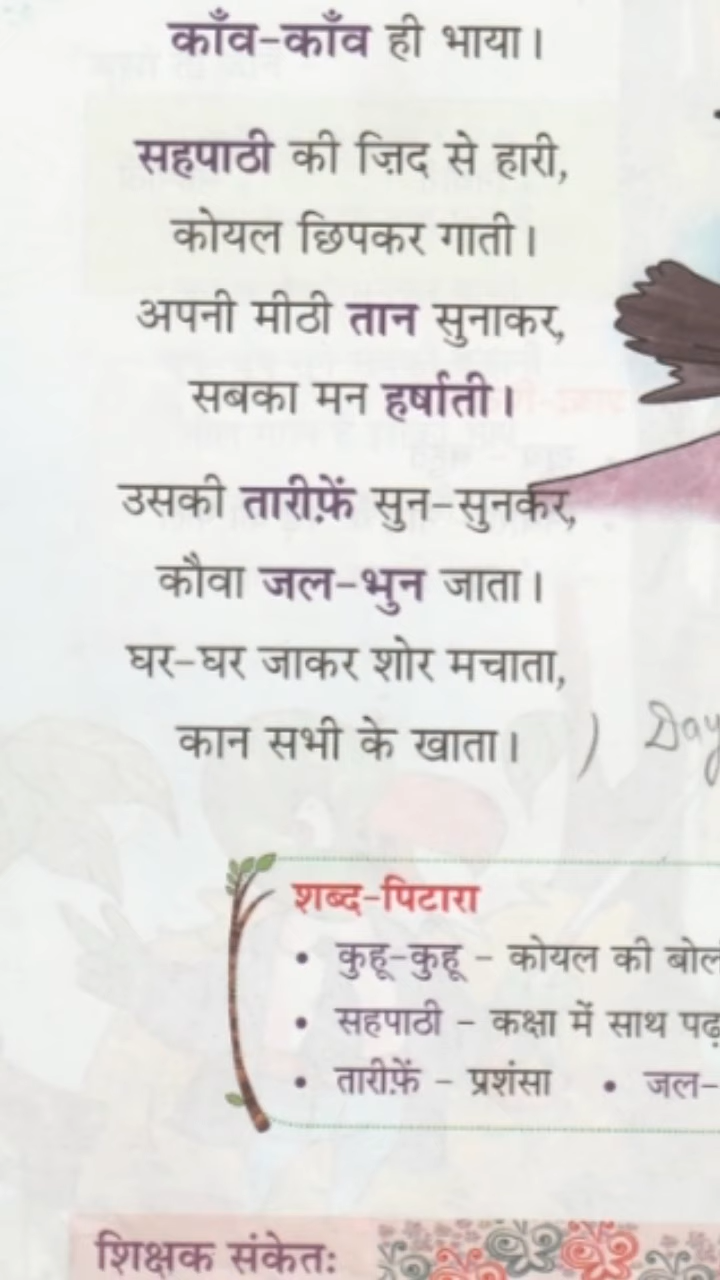 काँव-काँव ही भाया।
सहपाठी की ज़िद से हारी,
कोयल छिपकर गाती।
अपनी मीठी तान सुनाकर,
सबका मन हर्षाती।
उसकी तारीफ़ें सुन-सुनकर,
कौवा जल-भुन जाता।
घर-घर जाकर शोर मचाता,
कान सभी के खाता। ) Day
शब्द-पिटारा
• कुहू-कुहू - कोयल की
• सहपाठी - कक्षा में साथ
• तारीफ़ें - प्रशंसा • जल-
शिक्षक संकेतः